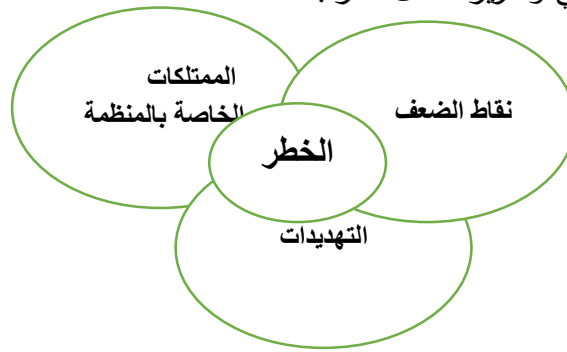 الممتلكات
الخاصة بالمنظمة
نقاط الضعف
الخطر
التهديدات